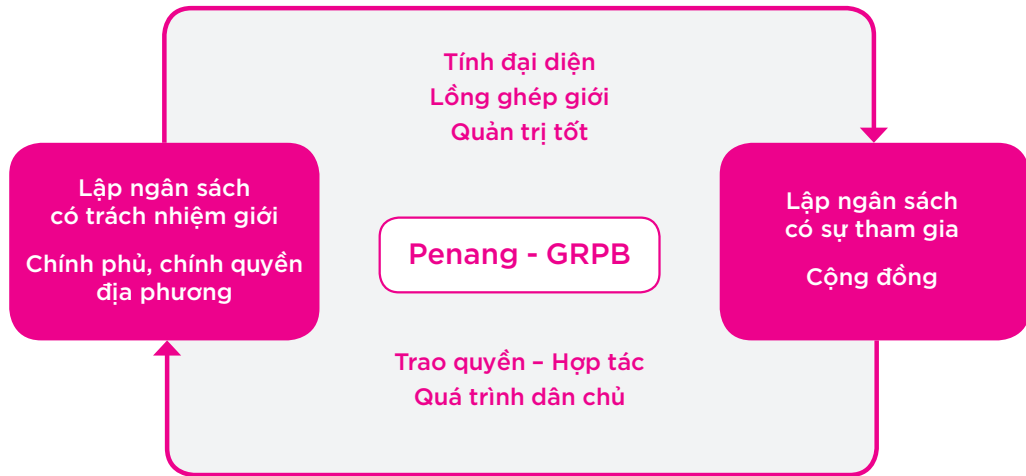 Tính đại diện
Lồng ghép giới
Quản trị tốt
Lập ngân sách
có trách nhiệm giới
Chính phủ, chính quyền
địa phương
Penang - GRPB
Lập ngân sách
có sự tham gia
Cộng đồng
Trao quyền – Hợp tác
Quá trình dân chủ